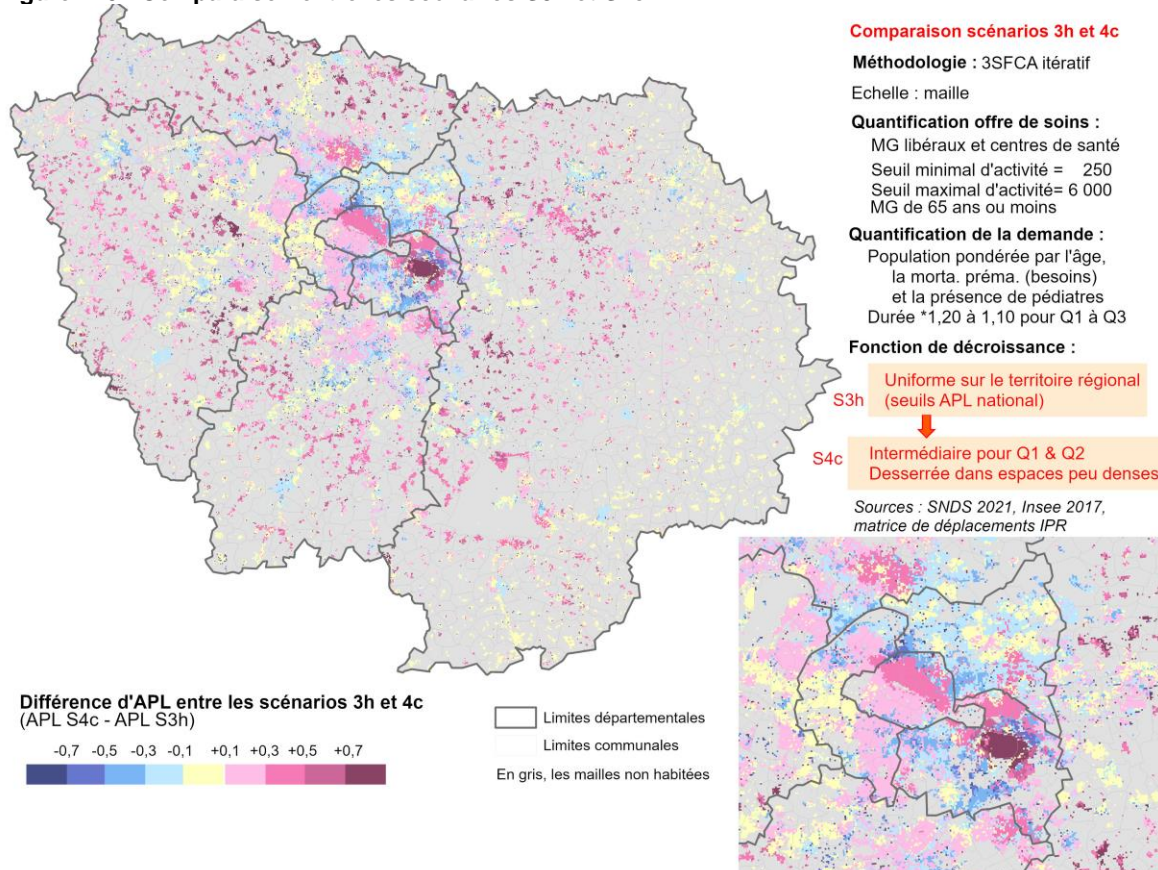 Comparaison scénarios 3h et 4c
Méthodologie : 3SFCA itératif
Echelle : maille
Quantification offre de soins :
MG libéraux et centres de santé
Seuil minimal d'activité = 250
Seuil maximal d'activité= 6 000
MG de 65 ans ou moins
Quantification de la demande :
Population pondérée par l'âge,
la morta. préma. (besoins)
et la présence de pédiatres
Durée *1,20 à 1,10 pour Q1 à Q3
Fonction de décroissance :
S3h Uniforme sur le territoire régional
(seuils APL national)
S4c Intermédiaire pour Q1 & Q2
Desserrée dans espaces peu denses
Sources : SNDS 2021, Insee 2017,
matrice de déplacements IPR
Différence d'APL entre les scénarios 3h et 4c
(APL S4c - APL S3h)
-0,7 -0,5 -0,3 -0,1 +0,1 +0,3 +0,5 +0,7
Limites départementales
Limites communales
En gris, les mailles non habitées